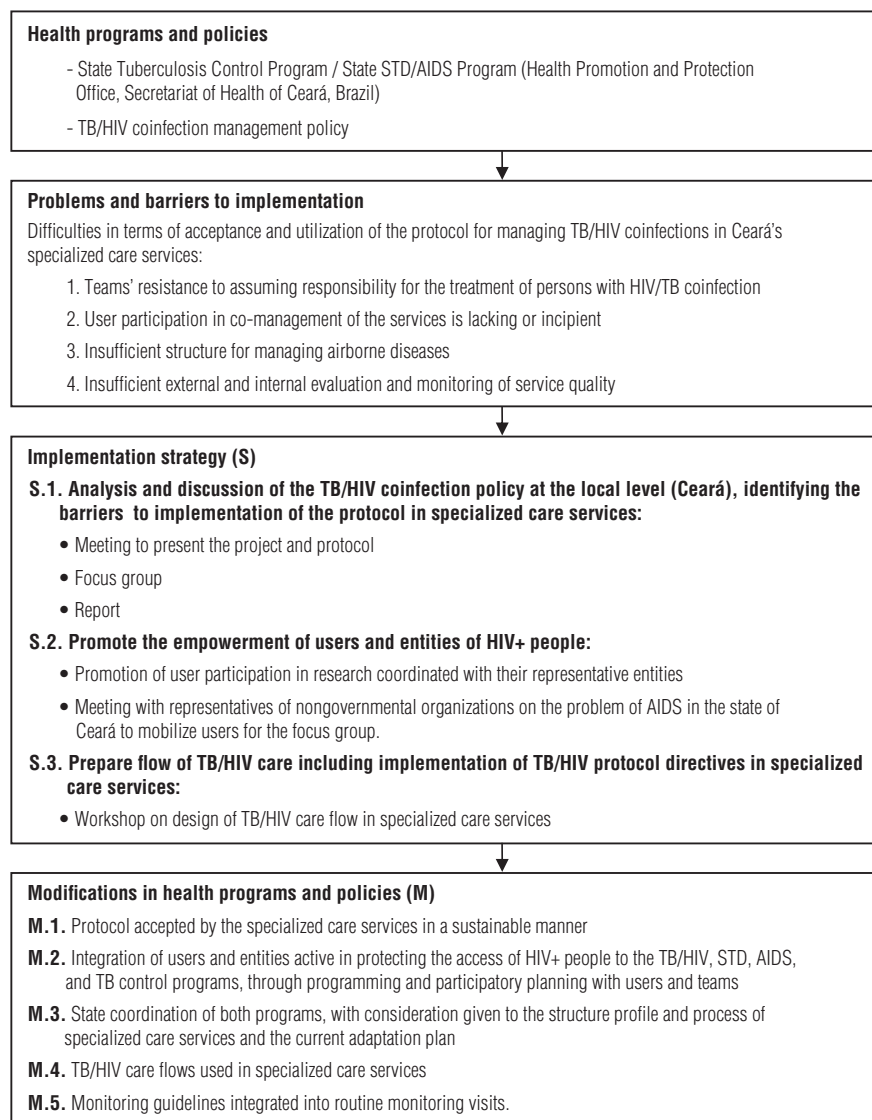 Health programs and policies
- State Tuberculosis Control Program / State STD/AIDS Program (Health Promotion and Protection
Office, Secretariat of Health of Ceará, Brazil)
- TB/HIV coinfection management policy
Problems and barriers to implementation
Difficulties in terms of acceptance and utilization of the protocol for managing TB/HIV coinfections in Ceará's
specialized care services:
1. Teams' resistance to assuming responsibility for the treatment of persons with HIV/TB coinfection
2. User participation in co-management of the services is lacking or incipient
3. Insufficient structure for managing airborne diseases
4. Insufficient external and internal evaluation and monitoring of service quality
Implementation strategy (S)
S.1. Analysis and discussion of the TB/HIV coinfection policy at the local level (Ceará), identifying the
barriers to implementation of the protocol in specialized care services:
• Meeting to present the project and protocol
• Focus group
• Report
S.2. Promote the empowerment of users and entities of HIV+ people:
• Promotion of user participation in research coordinated with their representative entities
• Meeting with representatives of nongovernmental organizations on the problem of AIDS in the state of
Ceará to mobilize users for the focus group.
S.3. Prepare flow of TB/HIV care including implementation of TB/HIV protocol directives in specialized
care services:
• Workshop on design of TB/HIV care flow in specialized care services
Modifications in health programs and policies (M)
M.1. Protocol accepted by the specialized care services in a sustainable manner
M.2. Integration of users and entities active in protecting the access of HIV+ people to the TB/HIV, STD, AIDS,
and TB control programs, through programming and participatory planning with users and teams
M.3. State coordination of both programs, with consideration given to the structure profile and process of
specialized care services and the current adaptation plan
M.4. TB/HIV care flows used in specialized care services
M.5. Monitoring guidelines integrated into routine monitoring visits.